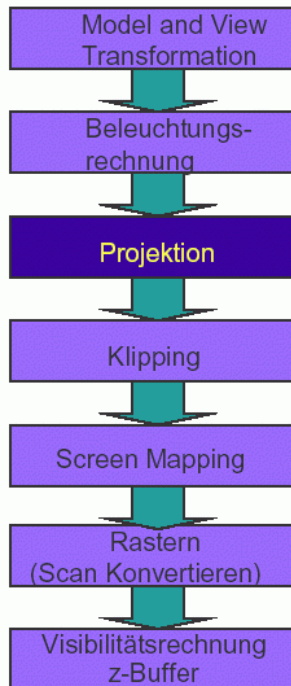 Model and View
Transformation
Beleuchtungs-
rechnung
Projektion
Klipping
Screen Mapping
Rastern
(Scan Konvertieren)
Visibilitätsrechnung
z-Buffer